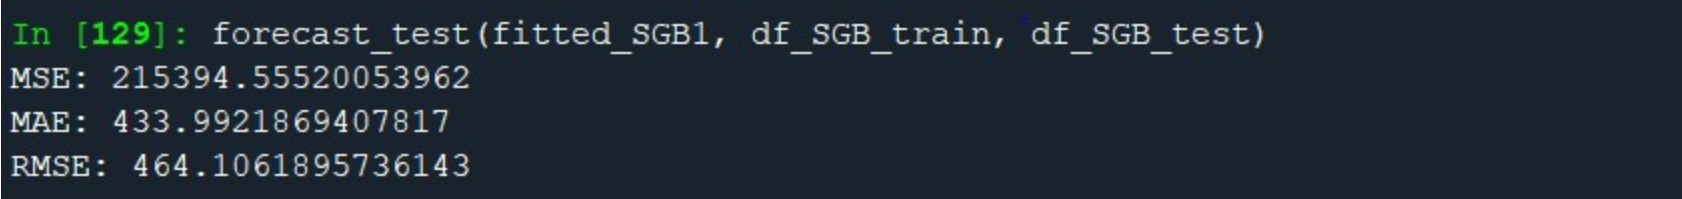 In [129]: forecast_test(fitted_SGB1, df_SGB_train, df_SGB_test)
MSE: 215394.55520053962
MAE: 433.9921869407817
RMSE: 464.1061895736143